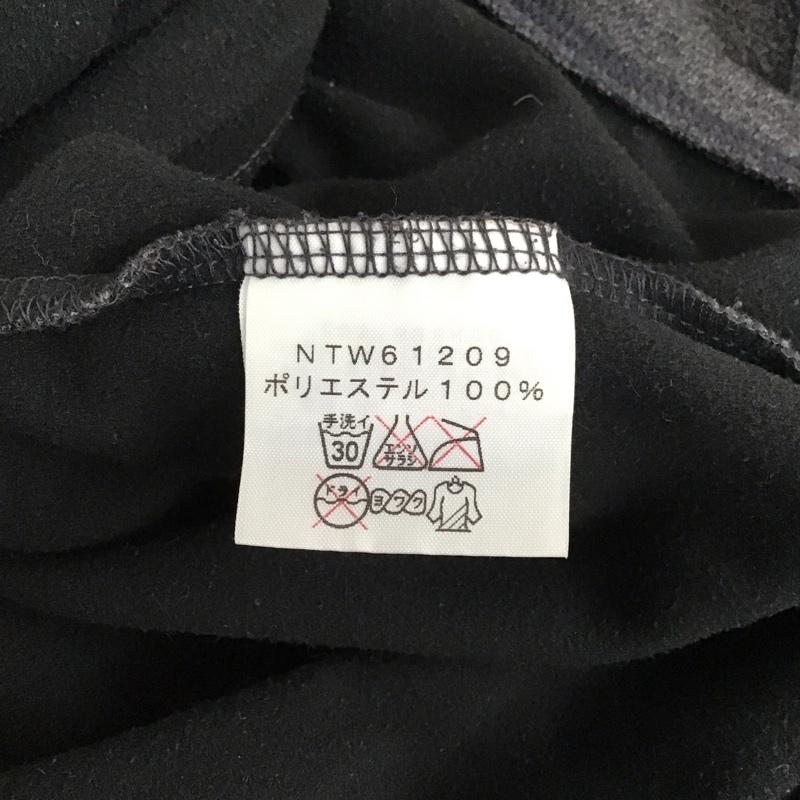 NTW61209
ポリエステル100%
手洗イ
30 エンソ
サラシ
ドライ ヨワク